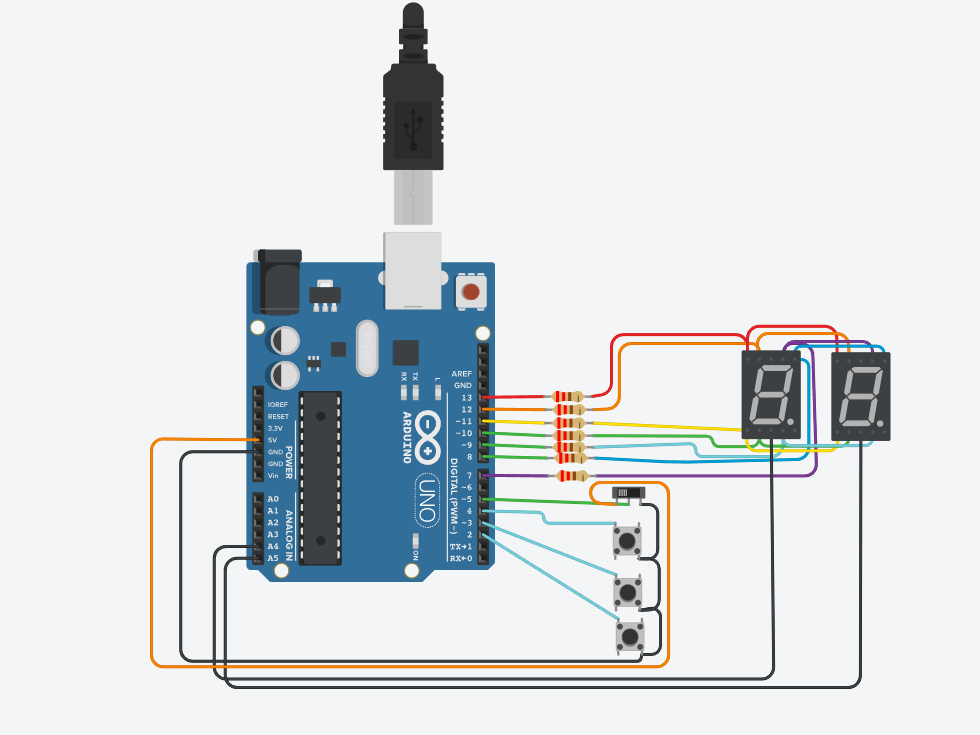 AREF
GND
13
12
~11
~10
~9
8
7
~6
~5
4
~3
2
TX→1
RX←0
DIGITAL (PWM~)
RX
TX
L
ARDUINO
UNO
ON
IOREF
RESET
3.3V
5V
GND
GND
Vin
POWER
A0
A1
A2
A3
A4
A5
ANALOG IN